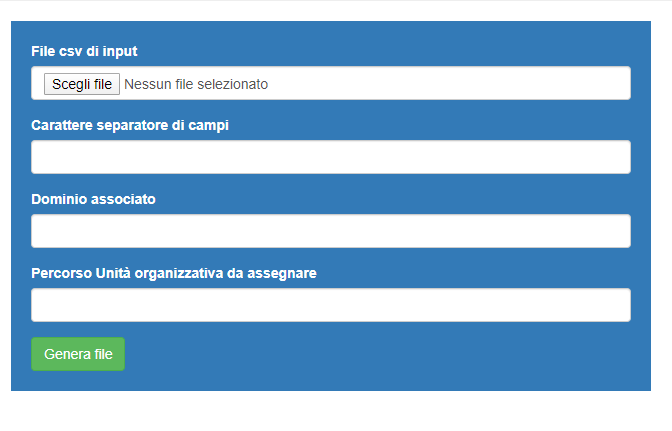 File csv di input
Scegli file Nessun file selezionato
Carattere separatore di campi
Dominio associato
Percorso Unità organizzativa da assegnare
Genera file